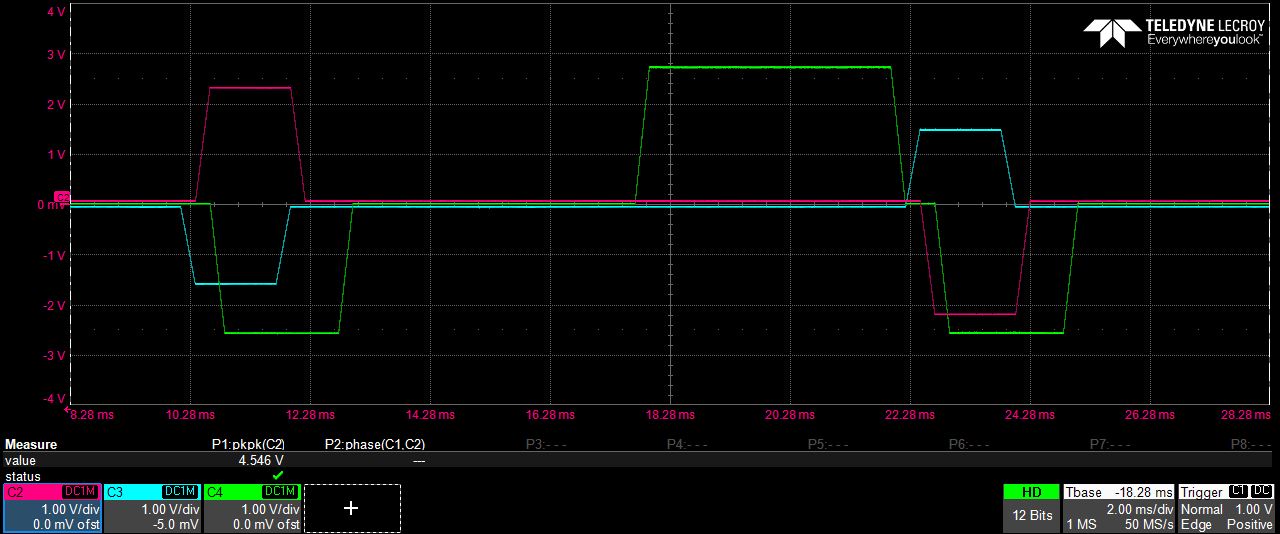 4 V
TELEDYNE LECROY
Everywhereyoulook™
3 V
2 V
1 V
C2
0 mV
-1 V
-2 V
-3 V
-4 V
8.28 ms 10.28 ms 12.28 ms 14.28 ms 16.28 ms 18.28 ms 20.28 ms 22.28 ms 24.28 ms 26.28 ms 28.28 ms
Measure P1:pkpk(C2) P2:phase(C1,C2) P3:- - - P4:- - - P5:- - - P6:- - - P7:- - - P8:- - -
value 4.546 V ---
status
C2 DC1M C3 DC1M C4 DC1M HD Tbase -18.28 ms Trigger C1 DC
1.00 V/div 1.00 V/div 1.00 V/div + 12 Bits 2.00 ms/div Normal 1.00 V
0.0 mV ofst -5.0 mV 0.0 mV ofst 1 MS 50 MS/s Edge Positive